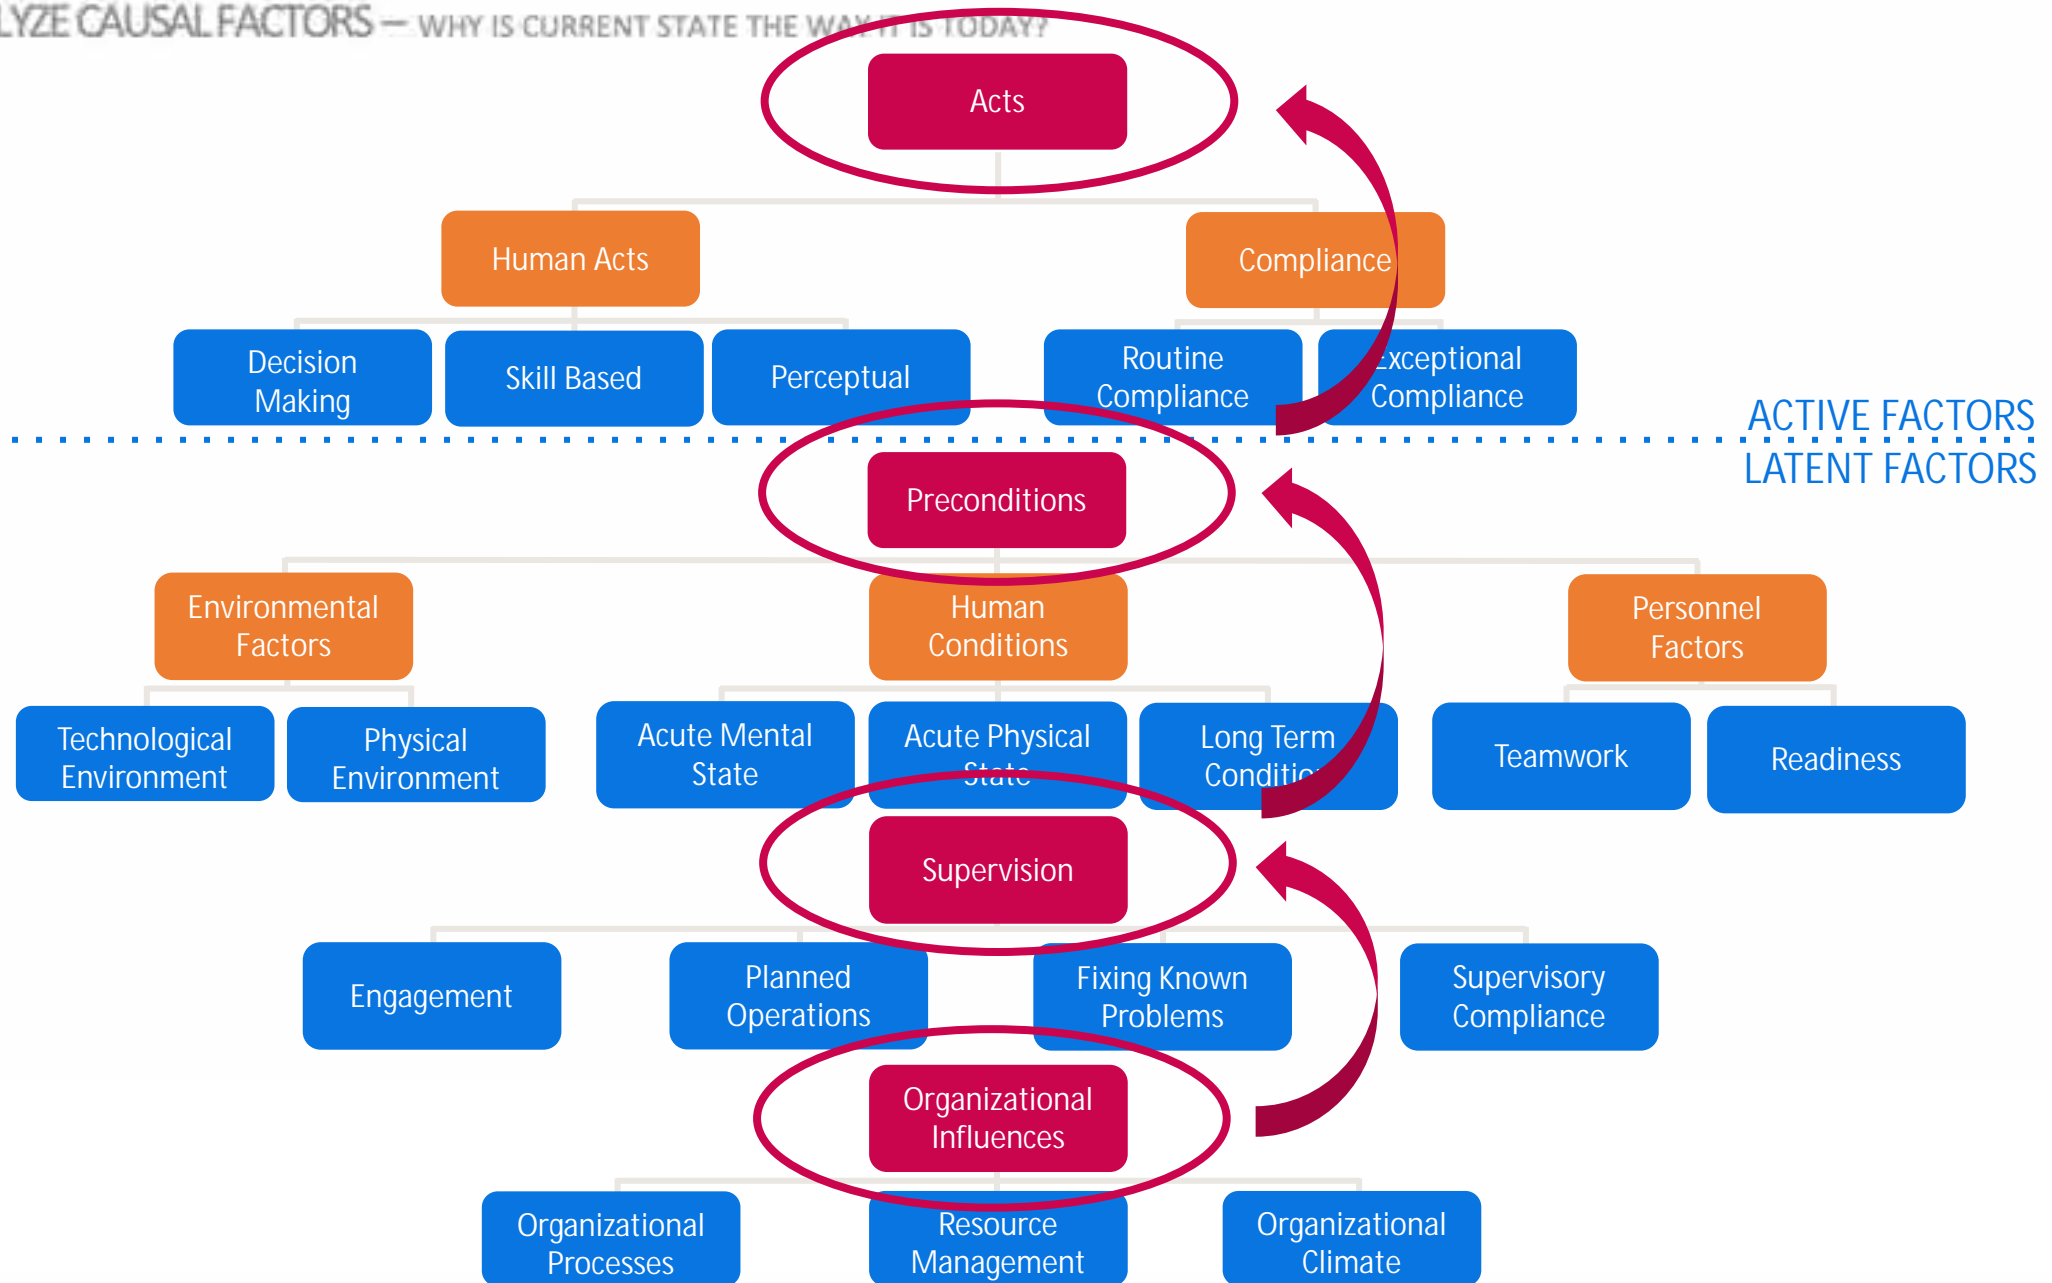 LYZE CAUSAL FACTORS — WHY IS CURRENT STATE THE WAY IT IS TODAY?
Acts
Human Acts
Compliance
Decision
Making
Skill Based
Perceptual
Routine
Compliance
Exceptional
Compliance
ACTIVE FACTORS
LATENT FACTORS
Preconditions
Environmental
Factors
Human
Conditions
Personnel
Factors
Technological
Environment
Physical
Environment
Acute Mental
State
Acute Physical
State
Long Term
Condition
Teamwork
Readiness
Supervision
Engagement
Planned
Operations
Fixing Known
Problems
Supervisory
Compliance
Organizational
Influences
Organizational
Processes
Resource
Management
Organizational
Climate